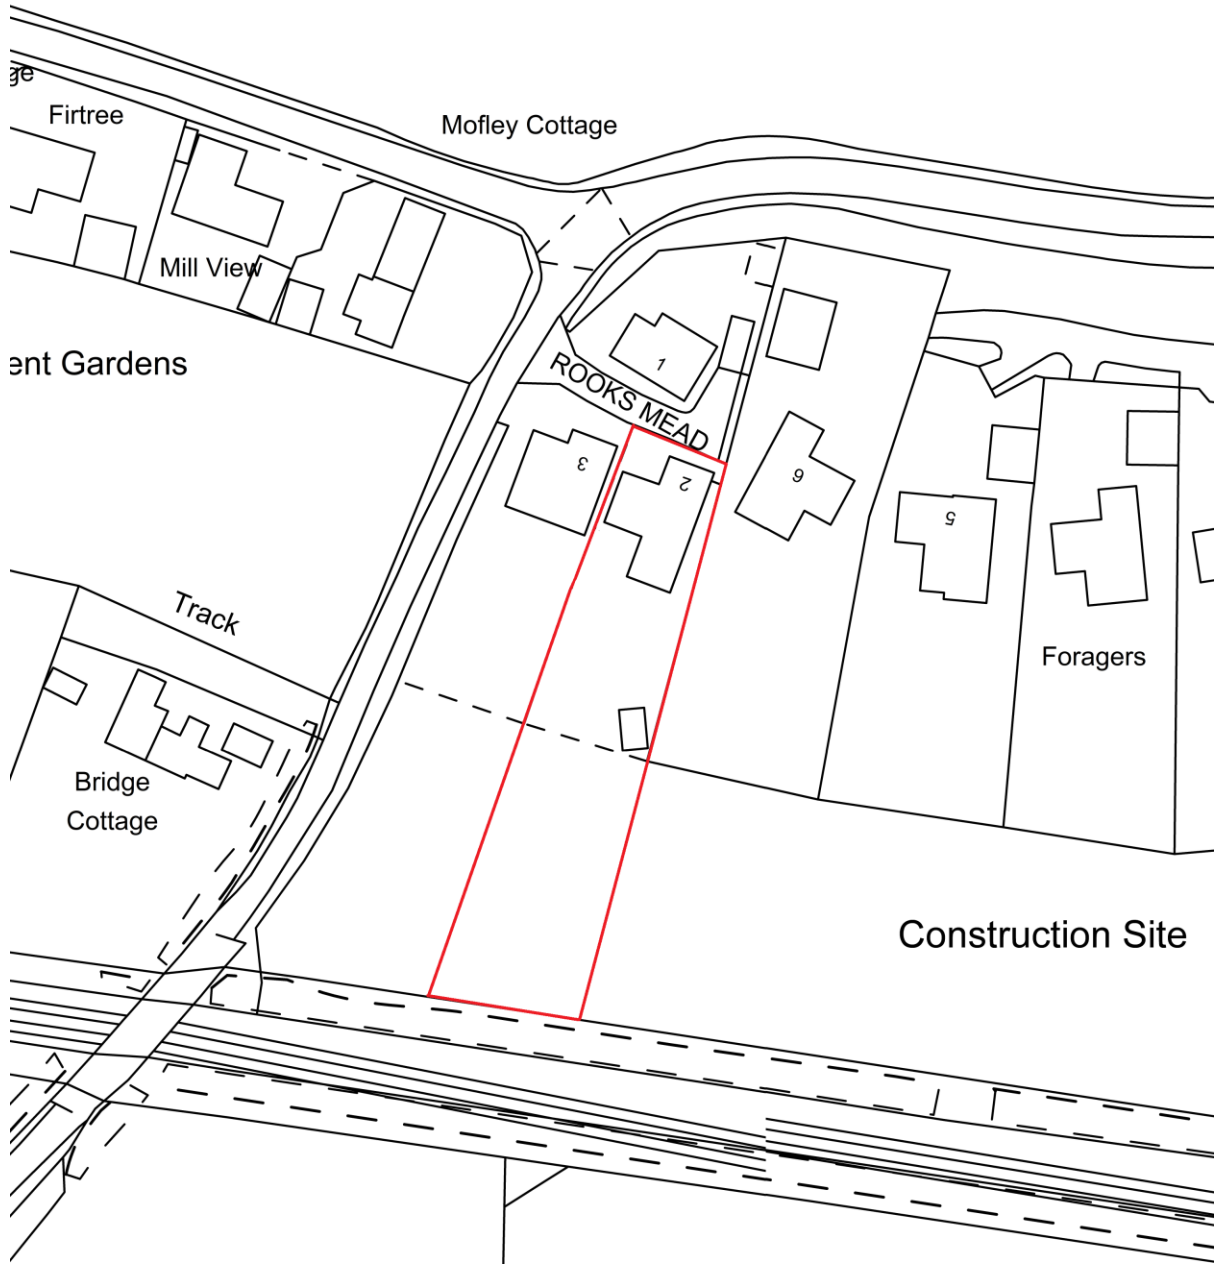 ge
Firtree
Mofley Cottage
Mill View
ent Gardens
1
ROOKS MEAD
3
2
6
5
Track
Foragers
Bridge
Cottage
Construction Site